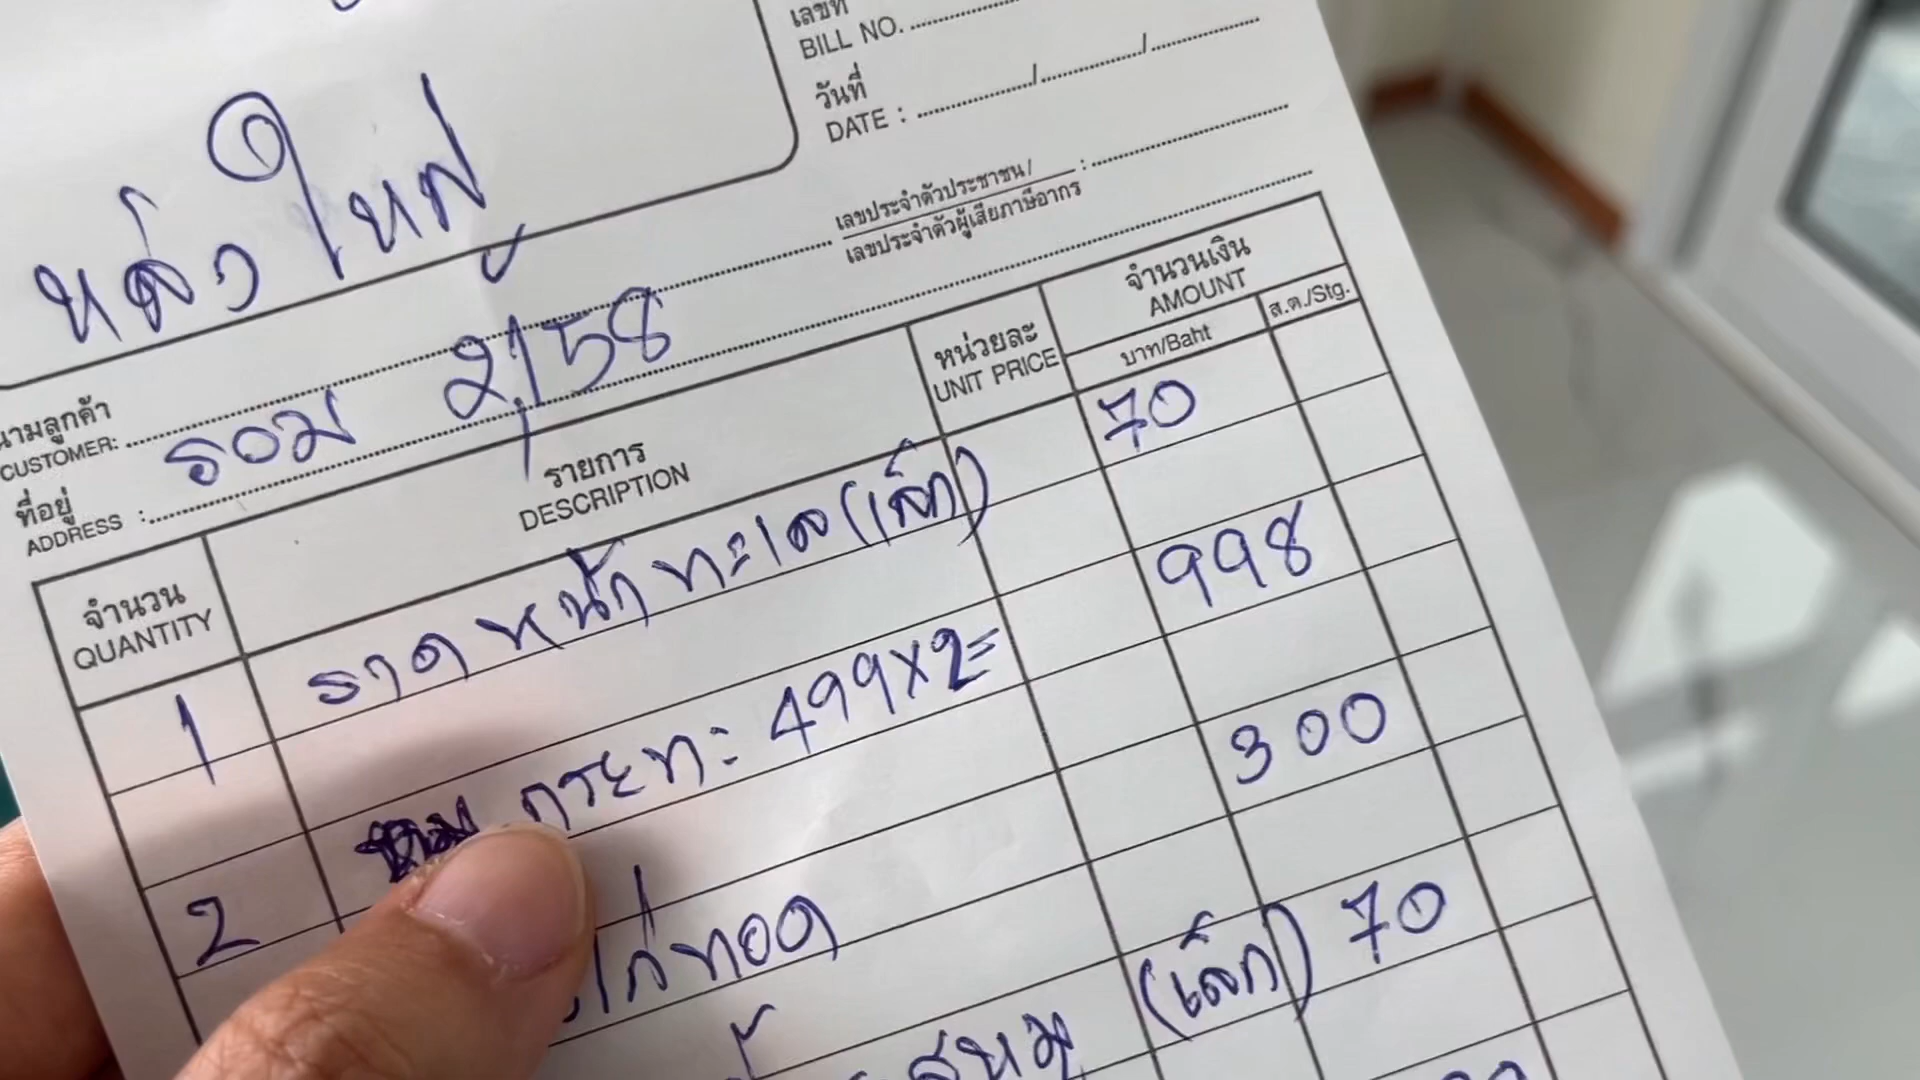 เลขที่
BILL NO.
วันที่
DATE : / /
หลัว ใหฟู
เลขประจำตัวประชาชน /
เลขประจำตัวผู้เสียภาษีอากร :
นามลูกค้า
CUSTOMER:
รวม 2,158
ที่อยู่
ADDRESS :
จำนวน
QUANTITY
รายการ
DESCRIPTION
หน่วยละ
UNIT PRICE
จำนวนเงิน
AMOUNT
บาท/Baht
ส.ต./Stg.
1 ราดหน้าทะเล (เล็ก) 70
2 กระทะ 499X2= 998
ไก่ทอด 300
(เล็ก) 70